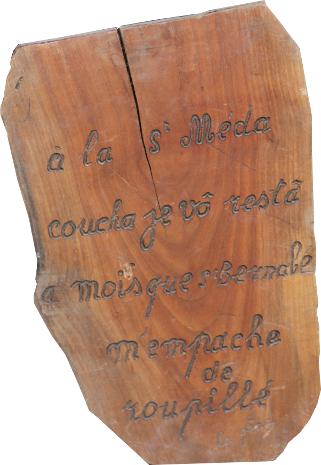 à la St Méda
coucha je vô restâ
a moisque St Bernabé
m'empache
de
roupillé